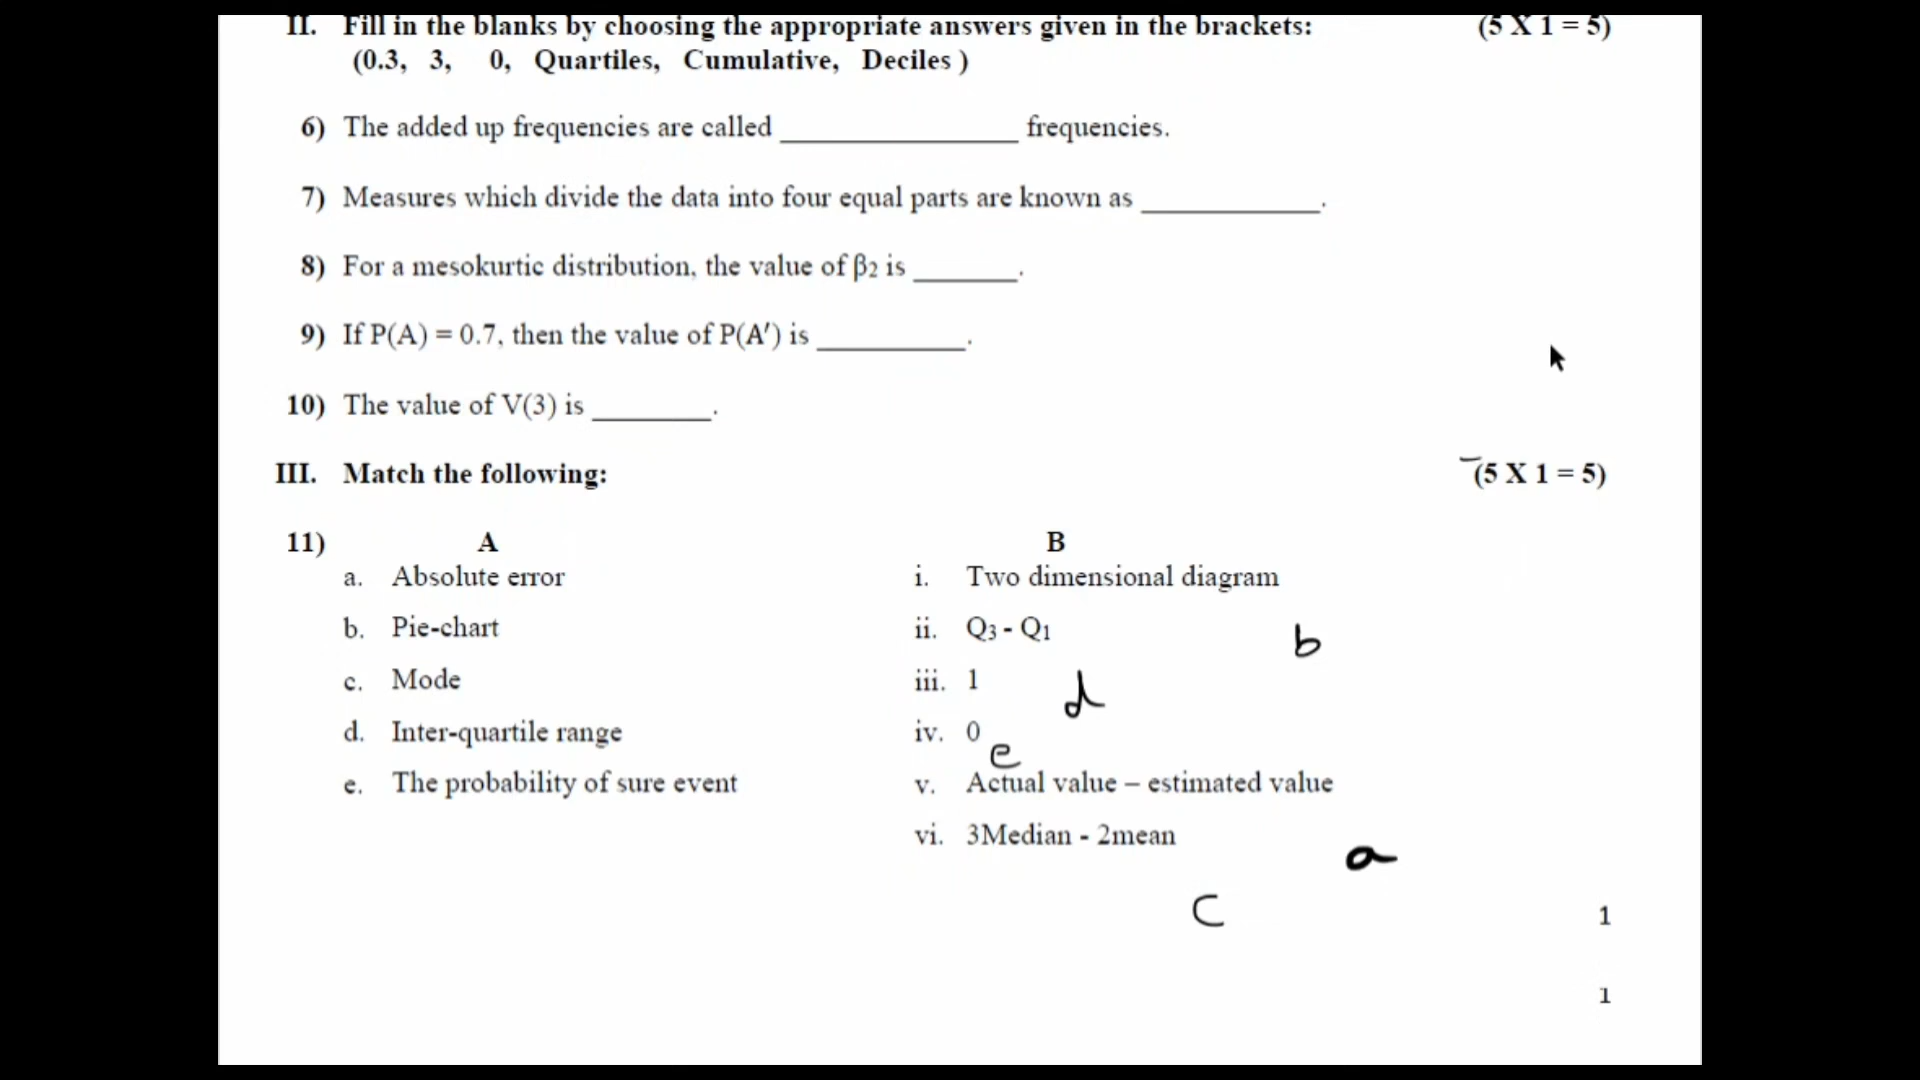 II. Fill in the blanks by choosing the appropriate answers given in the brackets: (5 X 1 = 5)
(0.3, 3, 0, Quartiles, Cumulative, Deciles )
6) The added up frequencies are called ________________ frequencies.
7) Measures which divide the data into four equal parts are known as ____________.
8) For a mesokurtic distribution, the value of β2 is _______.
9) If P(A) = 0.7, then the value of P(A′) is __________.
10) The value of V(3) is ________.
III. Match the following: (5 X 1 = 5)
11) A B
a. Absolute error i. Two dimensional diagram
b. Pie-chart ii. Q3 - Q1 b
c. Mode iii. 1 d
d. Inter-quartile range iv. 0 e
e. The probability of sure event v. Actual value – estimated value
vi. 3Median - 2mean a
c
1
1